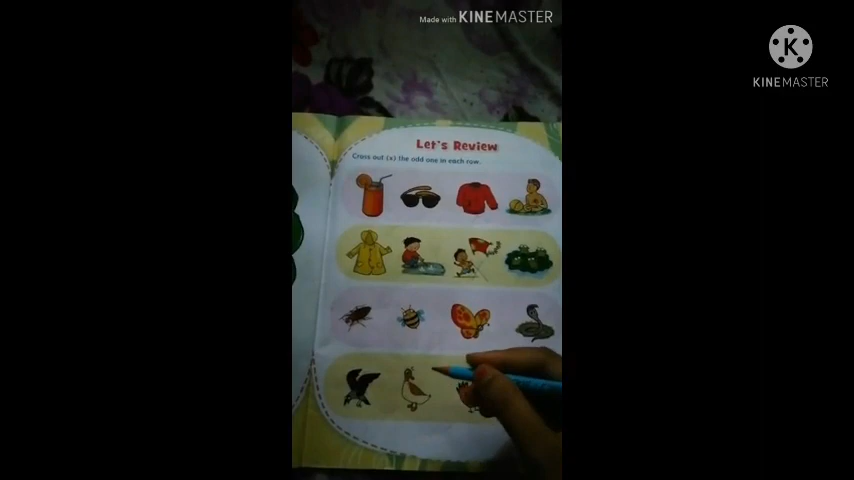 Made with KINEMASTER
KINEMASTER
Let's Review
Cross out (x) the odd one in each row.